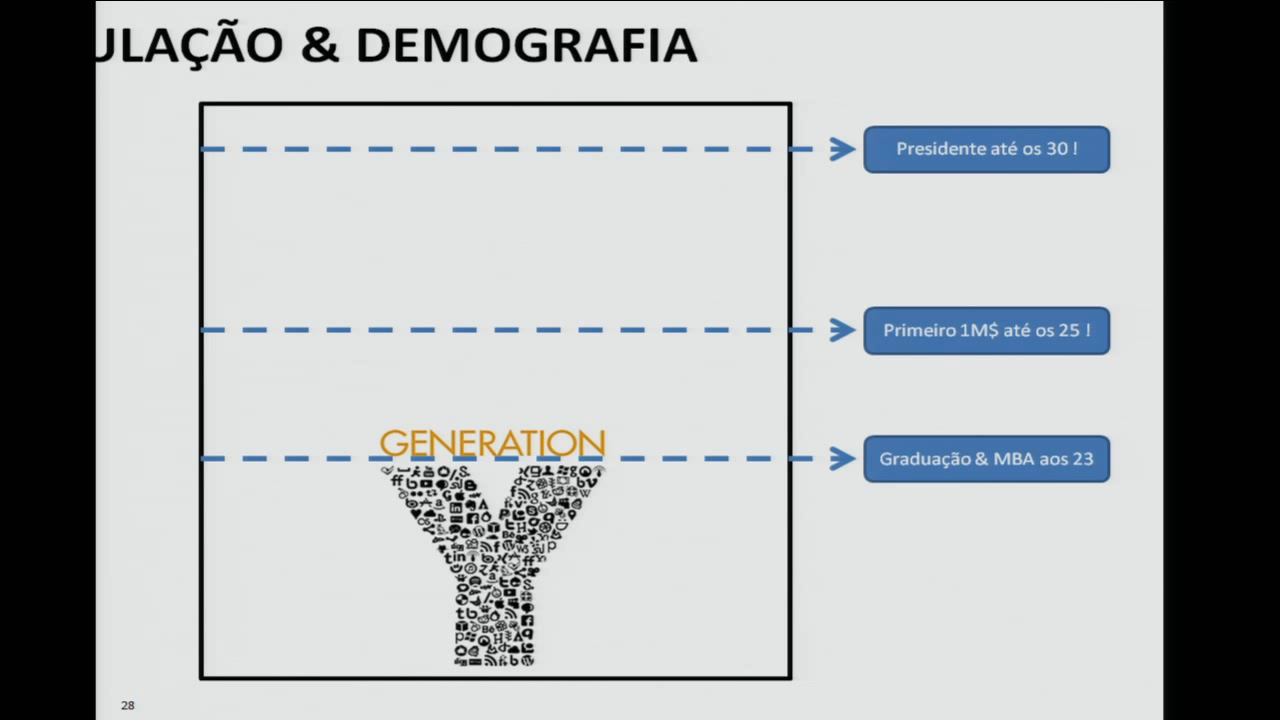 ULAÇÃO & DEMOGRAFIA
Presidente até os 30 !
Primeiro 1M$ até os 25 !
GENERATION
Graduação & MBA aos 23
Y
28